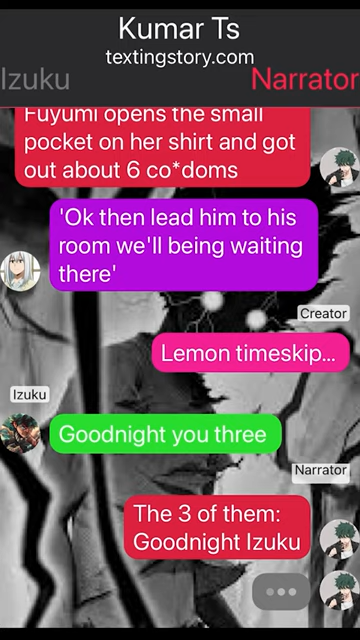 Kumar Ts
textingstory.com
Izuku
Narrator
Fuyumi opens the small
pocket on her shirt and got
out about 6 co*doms
'Ok then lead him to his
room we'll being waiting
there'
Creator
Lemon timeskip...
Izuku
Goodnight you three
Narrator
The 3 of them:
Goodnight Izuku